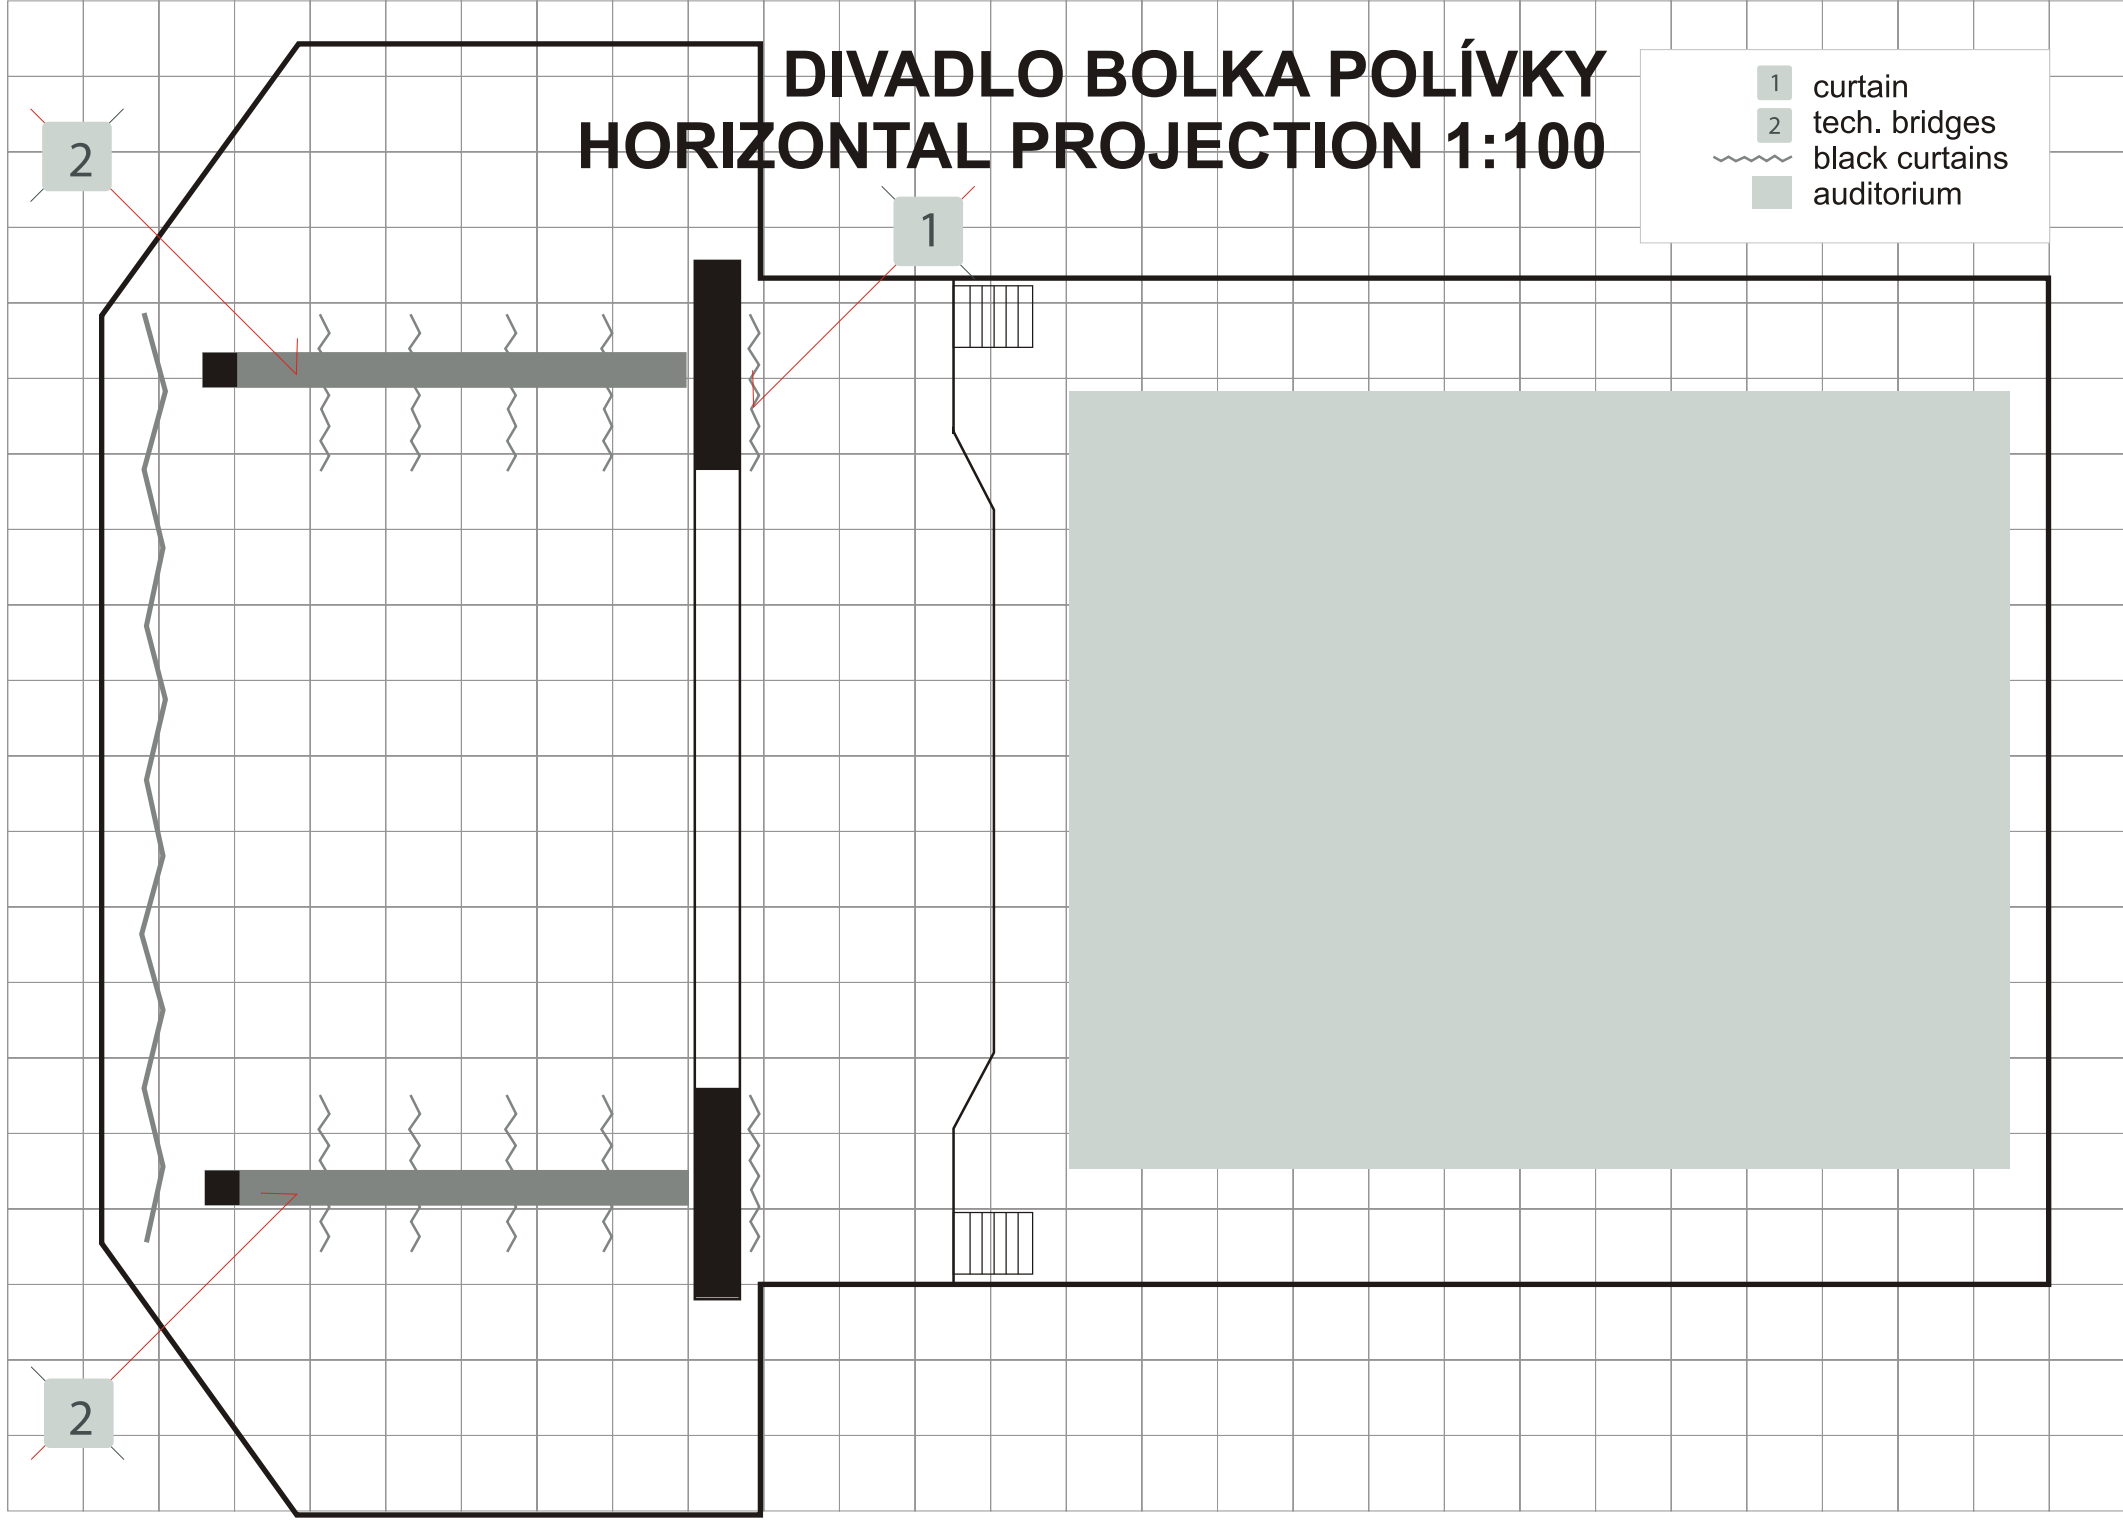 DIVADLO BOLKA POLÍVKY
HORIZONTAL PROJECTION 1:100
1 curtain
2 tech. bridges
black curtains
auditorium
2
1
2